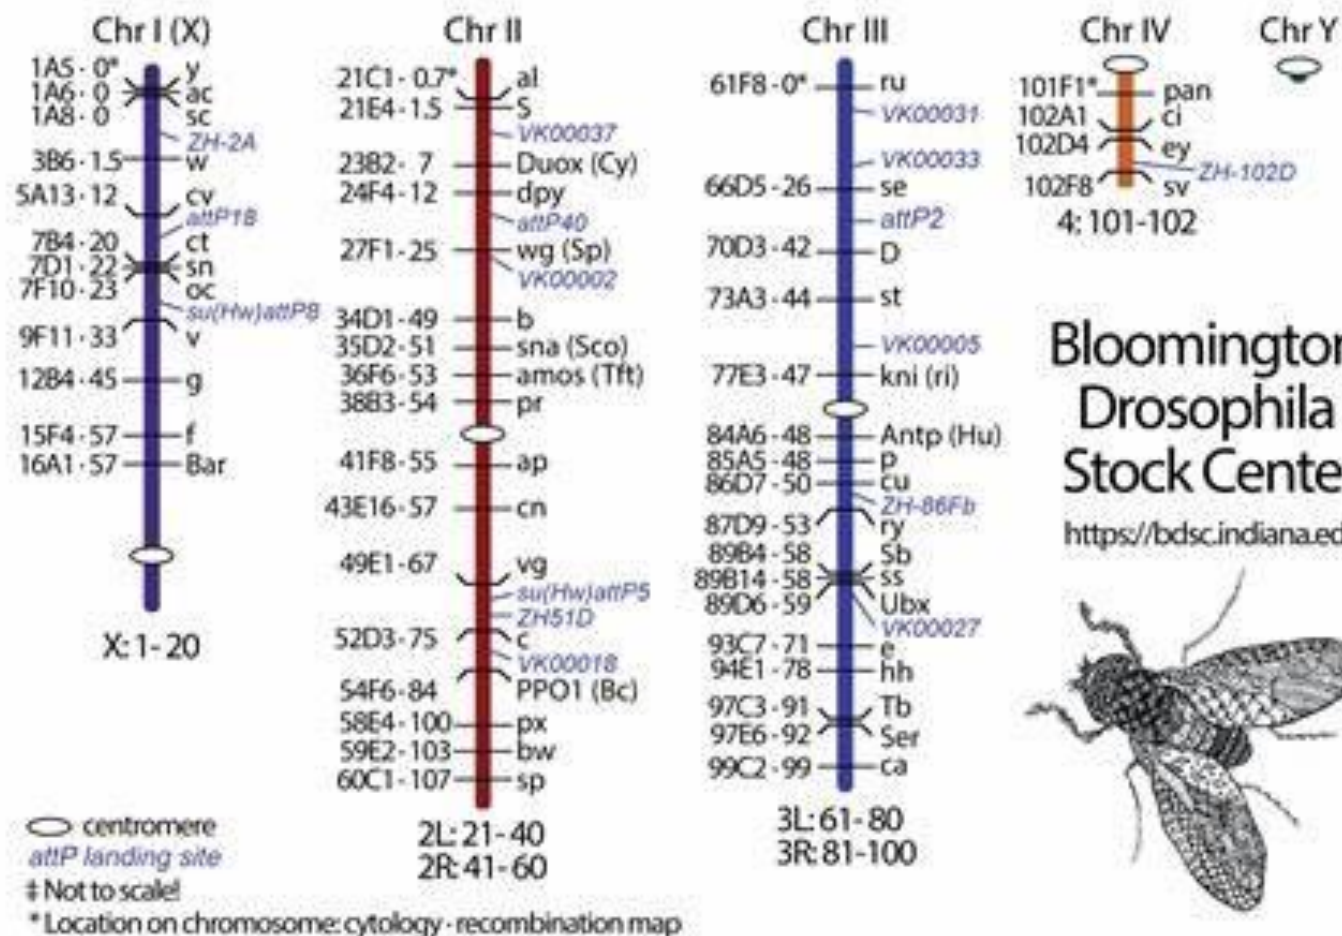 Chr I (X)
1A5 - 0* y
1A6 - 0 ac
1A8 - 0 sc
ZH-2A
3B6 - 1.5 w
5A13 - 12 cv
attP18
7B4 - 20 ct
7D1 - 22 sn
7F10 - 23 oc
su(Hw)attP8
9F11 - 33 v
12B4 - 45 g
15F4 - 57 f
16A1 - 57 Bar
X: 1-20
Chr II
21C1 - 0.7* al
21E4 - 1.5 S
VK00037
23B2 - 7 Duox (Cy)
24F4 - 12 dpy
attP40
27F1 - 25 wg (Sp)
VK00002
34D1 - 49 b
35D2 - 51 sna (Sco)
36F6 - 53 amos (Tft)
38B3 - 54 pr
41F8 - 55 ap
43E16 - 57 cn
49E1 - 67 vg
su(Hw)attP5
ZH51D
52D3 - 75 c
VK00018
54F6 - 84 PPO1 (Bc)
58E4 - 100 px
59E2 - 103 bw
60C1 - 107 sp
2L: 21-40
2R: 41-60
Chr III
61F8 - 0* ru
VK00031
VK00033
66D5 - 26 se
attP2
70D3 - 42 D
73A3 - 44 st
VK00005
77E3 - 47 kni (ri)
84A6 - 48 Antp (Hu)
85A5 - 48 p
86D7 - 50 cu
ZH-86Fb
87D9 - 53 ry
89B4 - 58 Sb
89B14 - 58 ss
89D6 - 59 Ubx
VK00027
93C7 - 71 e
94E1 - 78 hh
97C3 - 91 Tb
97E6 - 92 Ser
99C2 - 99 ca
3L: 61-80
3R: 81-100
Chr IV
101F1* pan
102A1 ci
102D4 ey
ZH-102D
102F8 sv
4: 101-102
Chr Y
Bloomington
Drosophila
Stock Cente
https://bdsc.indiana.ed
centromere
attP landing site
‡ Not to scale!
* Location on chromosome: cytology · recombination map